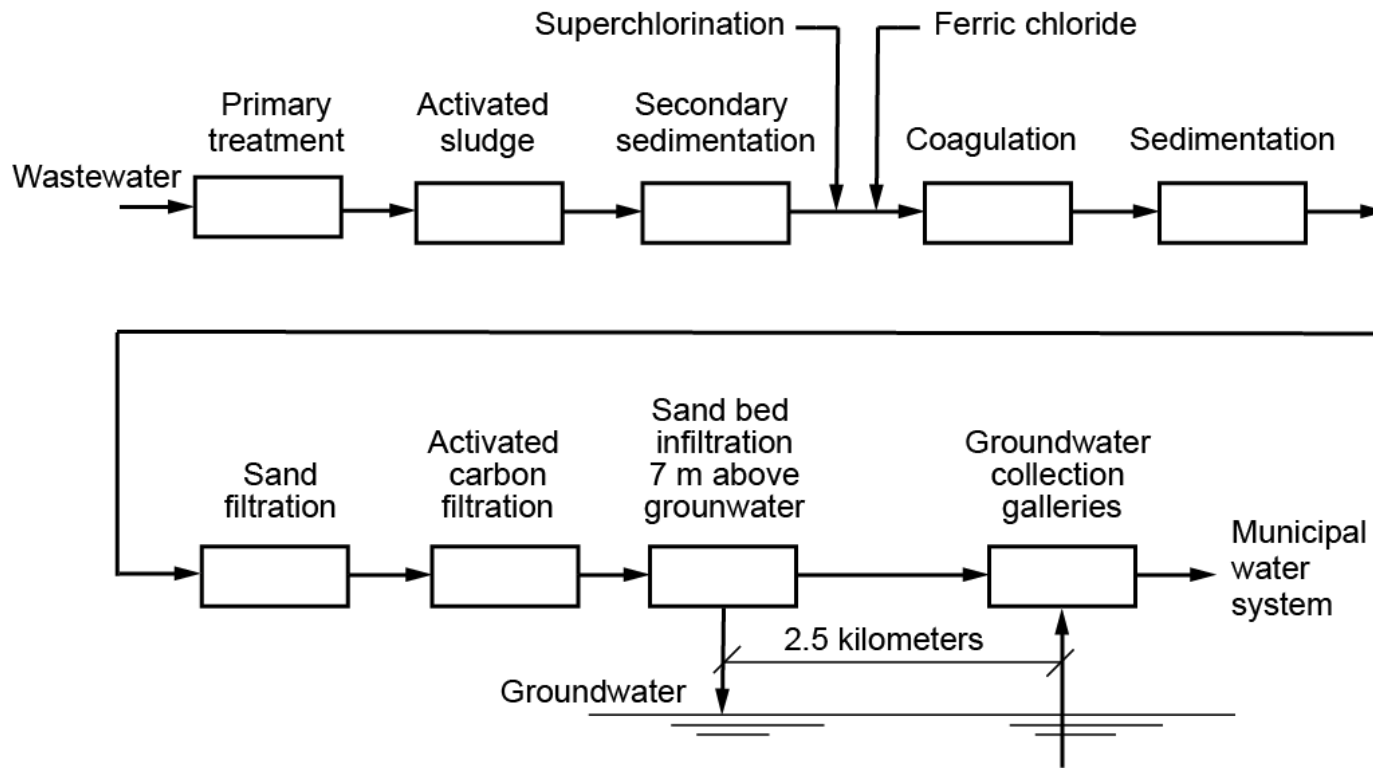 Superchlorination
Ferric chloride
Primary
treatment
Activated
sludge
Secondary
sedimentation
Coagulation
Sedimentation
Wastewater
Sand
filtration
Activated
carbon
filtration
Sand bed
infiltration
7 m above
grounwater
Groundwater
collection
galleries
Municipal
water
system
2.5 kilometers
Groundwater